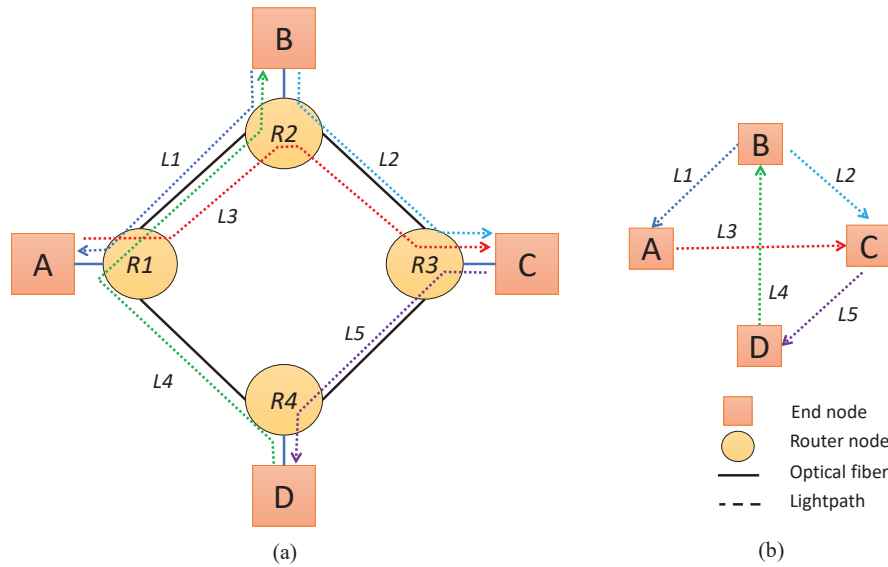 B
R2
L1
L2
L3
A
R1
R3
C
L4
L5
R4
D
(a)
B
L1
L2
A
L3
C
L4
L5
D
End node
Router node
Optical fiber
Lightpath
(b)